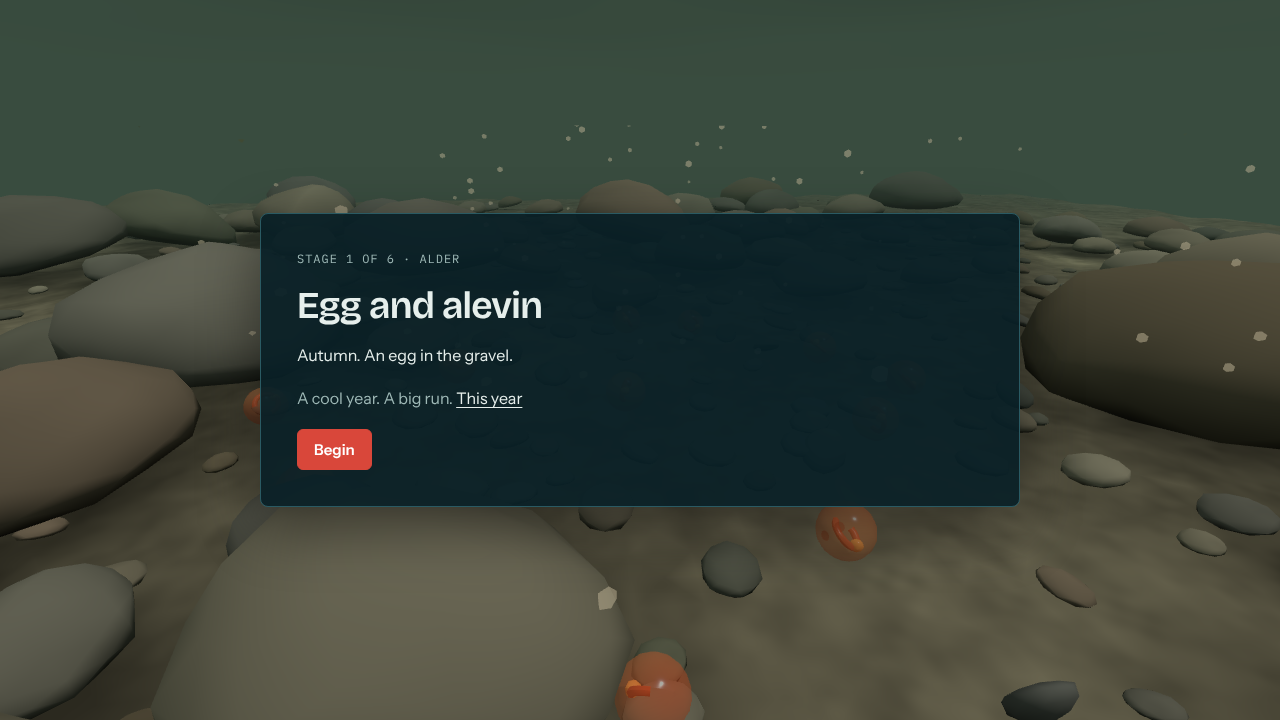 STAGE 1 OF 6 · ALDER
Egg and alevin
Autumn. An egg in the gravel.
A cool year. A big run. This year
Begin